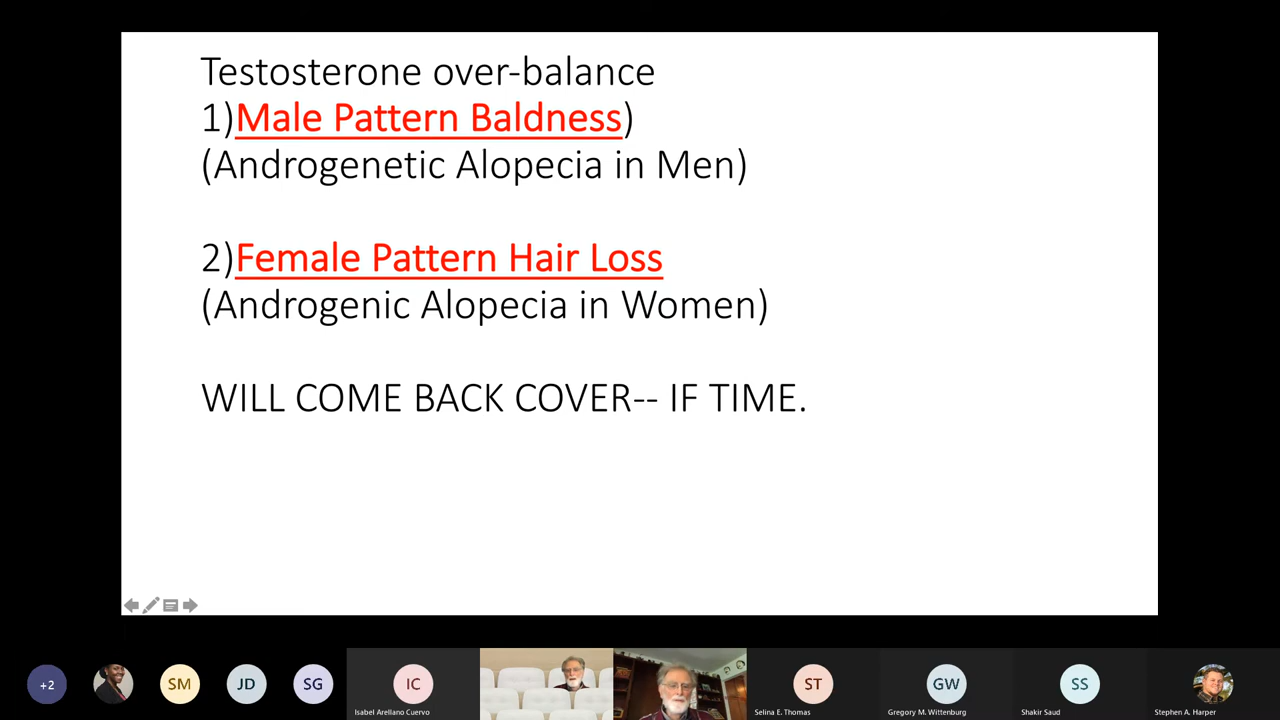 Testosterone over-balance
1)Male Pattern Baldness)
(Androgenetic Alopecia in Men)
2)Female Pattern Hair Loss
(Androgenic Alopecia in Women)
WILL COME BACK COVER-- IF TIME.
+2
SM
JD
SG
IC
Isabel Arellano Cuervo
ST
Selina E. Thomas
GW
Gregory M. Wittenburg
SS
Shakir Saud
Stephen A. Harper